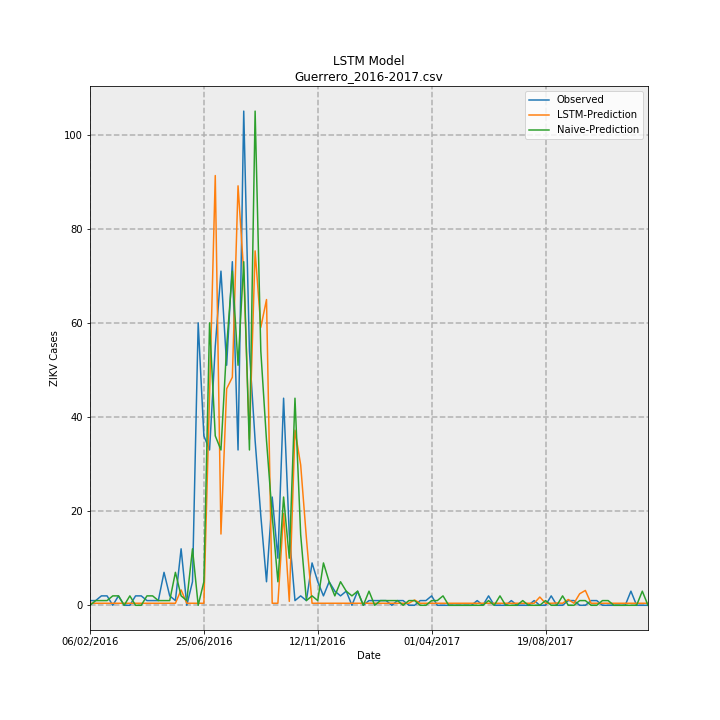 LSTM Model
Guerrero_2016-2017.csv
Observed
LSTM-Prediction
Naive-Prediction
100
80
60
40
20
0
ZIKV Cases
06/02/2016 25/06/2016 12/11/2016 01/04/2017 19/08/2017
Date